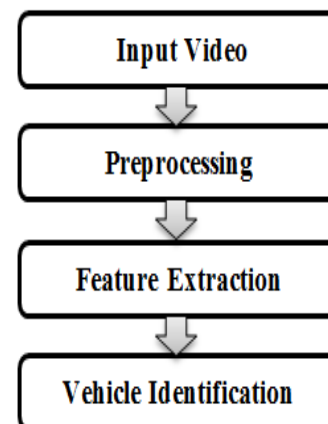 Input Video
Preprocessing
Feature Extraction
Vehicle Identification